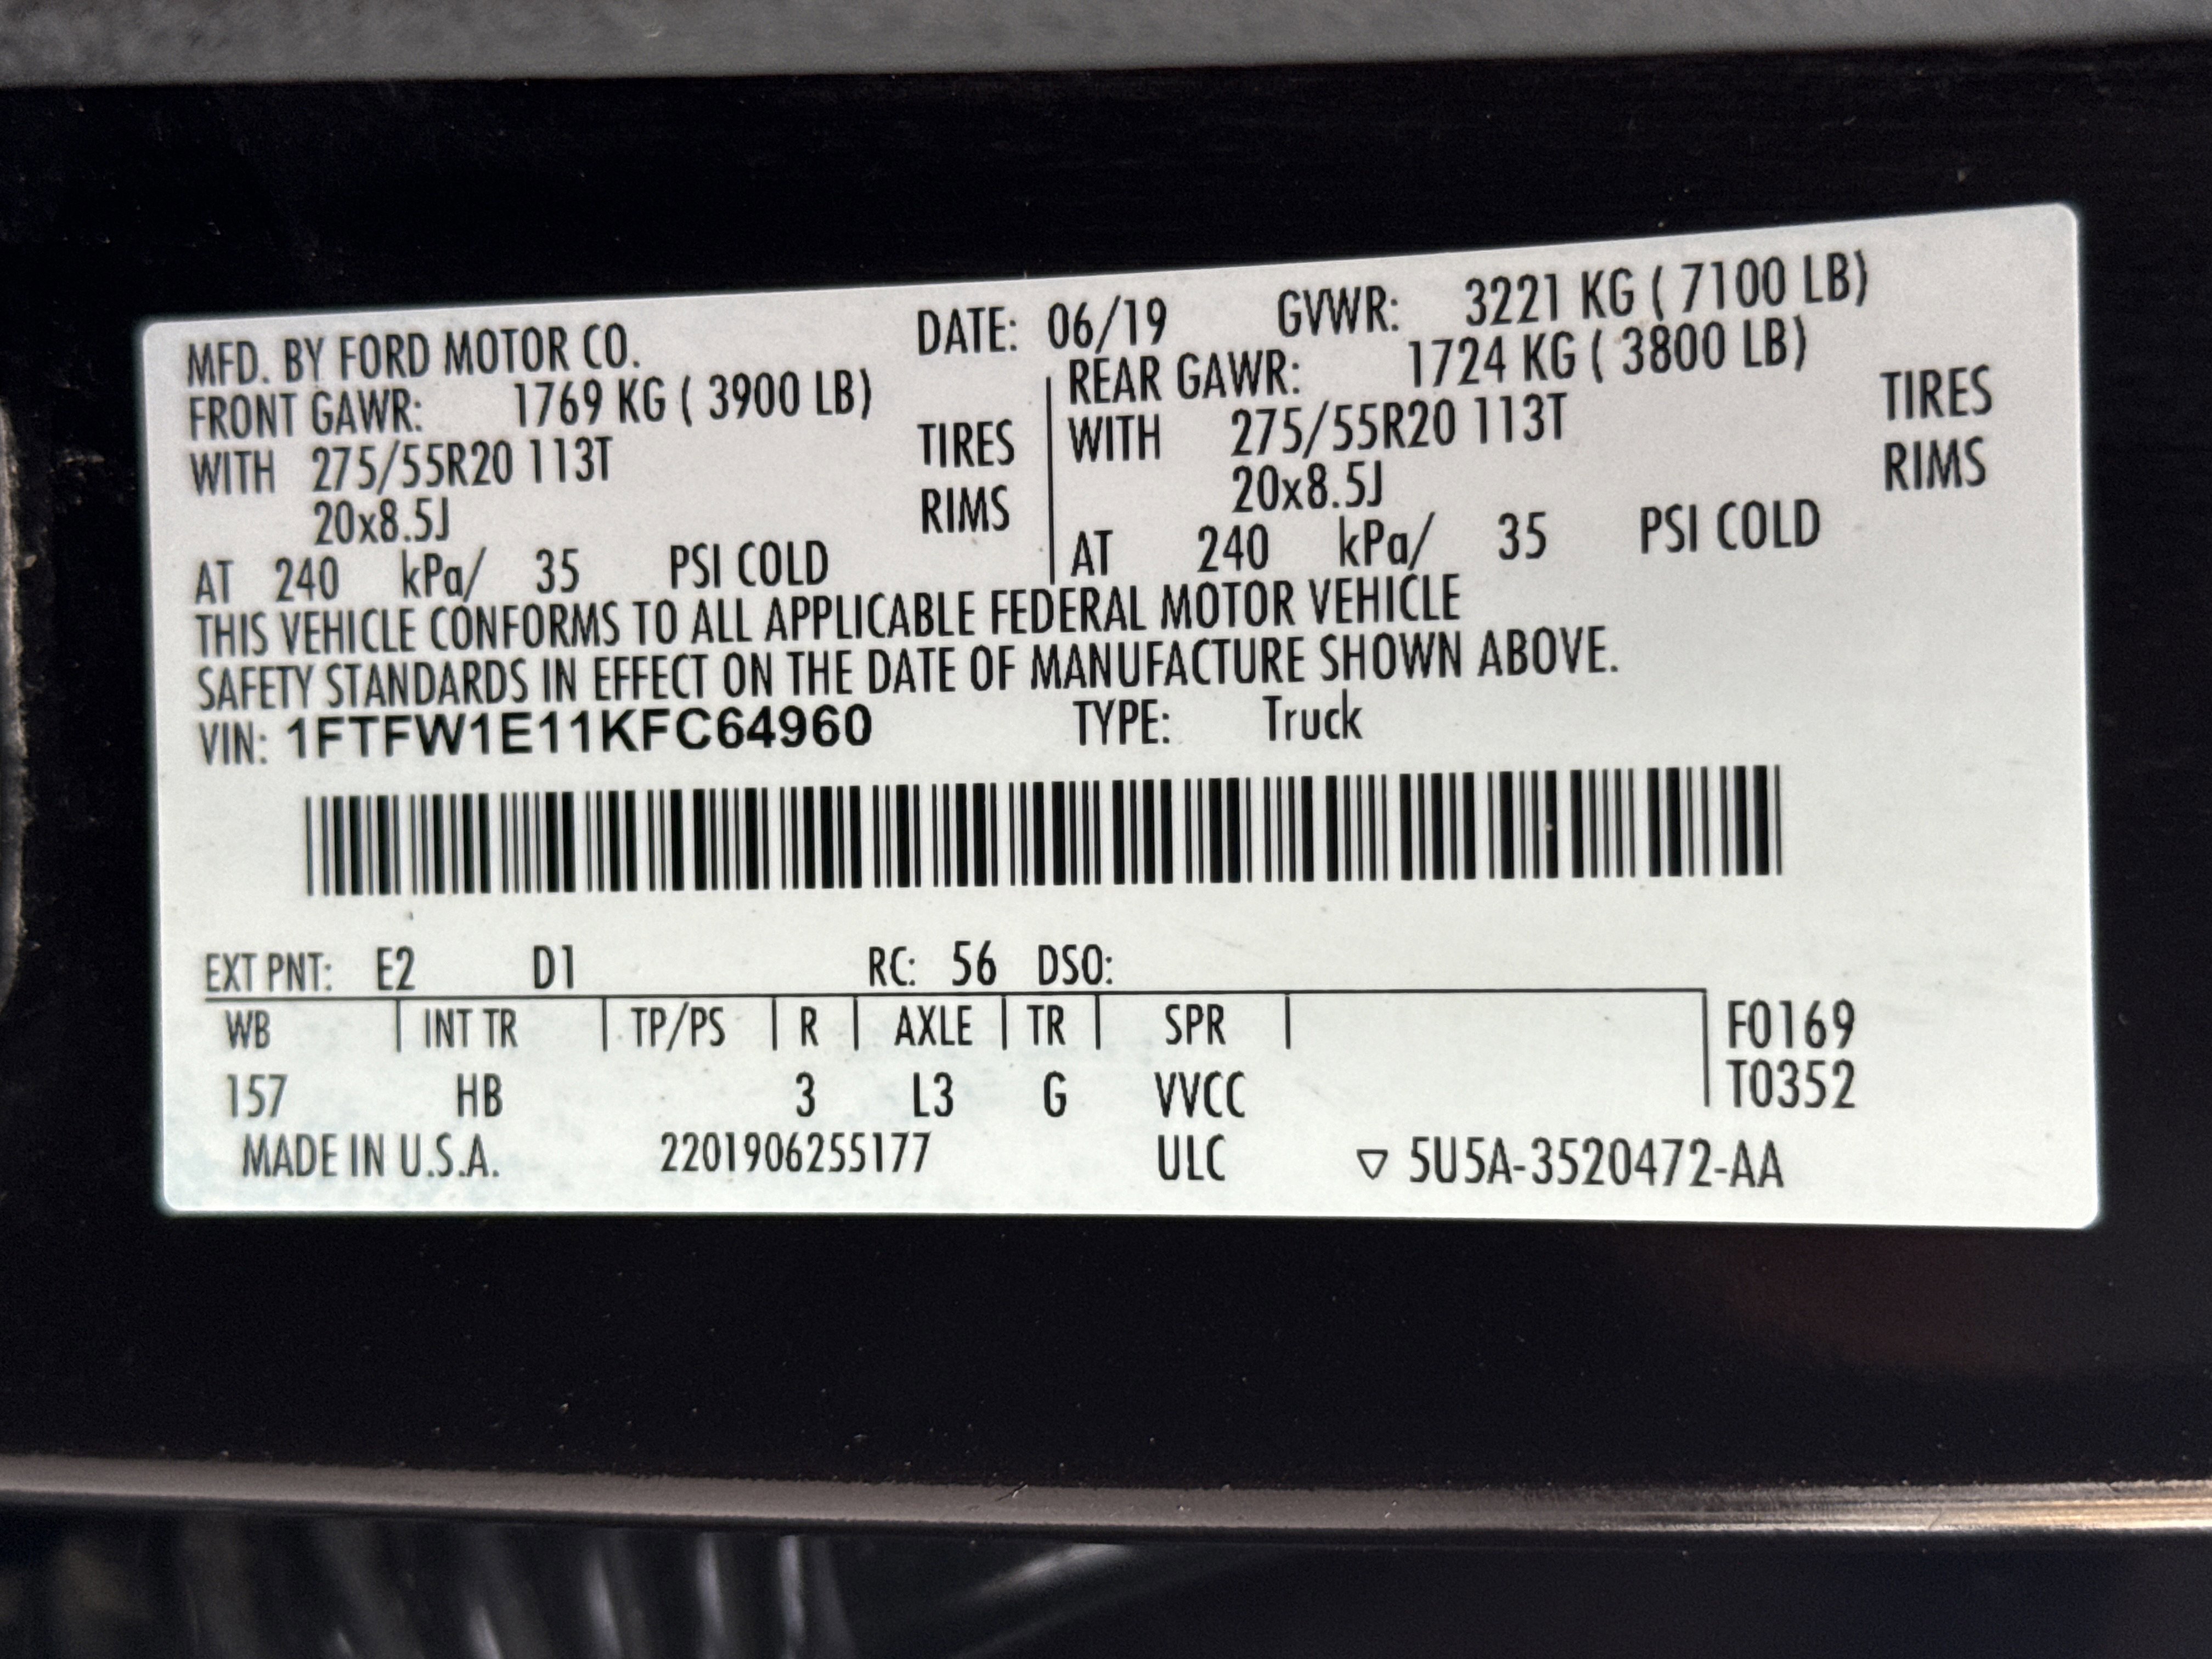 MFD. BY FORD MOTOR CO. DATE: 06/19 GVWR: 3221 KG ( 7100 LB)
FRONT GAWR: 1769 KG ( 3900 LB) REAR GAWR: 1724 KG ( 3800 LB)
WITH 275/55R20 113T TIRES WITH 275/55R20 113T TIRES
20x8.5J RIMS 20x8.5J RIMS
AT 240 kPa/ 35 PSI COLD AT 240 kPa/ 35 PSI COLD
THIS VEHICLE CONFORMS TO ALL APPLICABLE FEDERAL MOTOR VEHICLE
SAFETY STANDARDS IN EFFECT ON THE DATE OF MANUFACTURE SHOWN ABOVE.
VIN: 1FTFW1E11KFC64960 TYPE: Truck
EXT PNT: E2 D1 RC: 56 DSO:
WB INT TR TP/PS R AXLE TR SPR F0169
157 HB 3 L3 G VVCC T0352
MADE IN U.S.A. 2201906255177 ULC ▽ 5U5A-3520472-AA